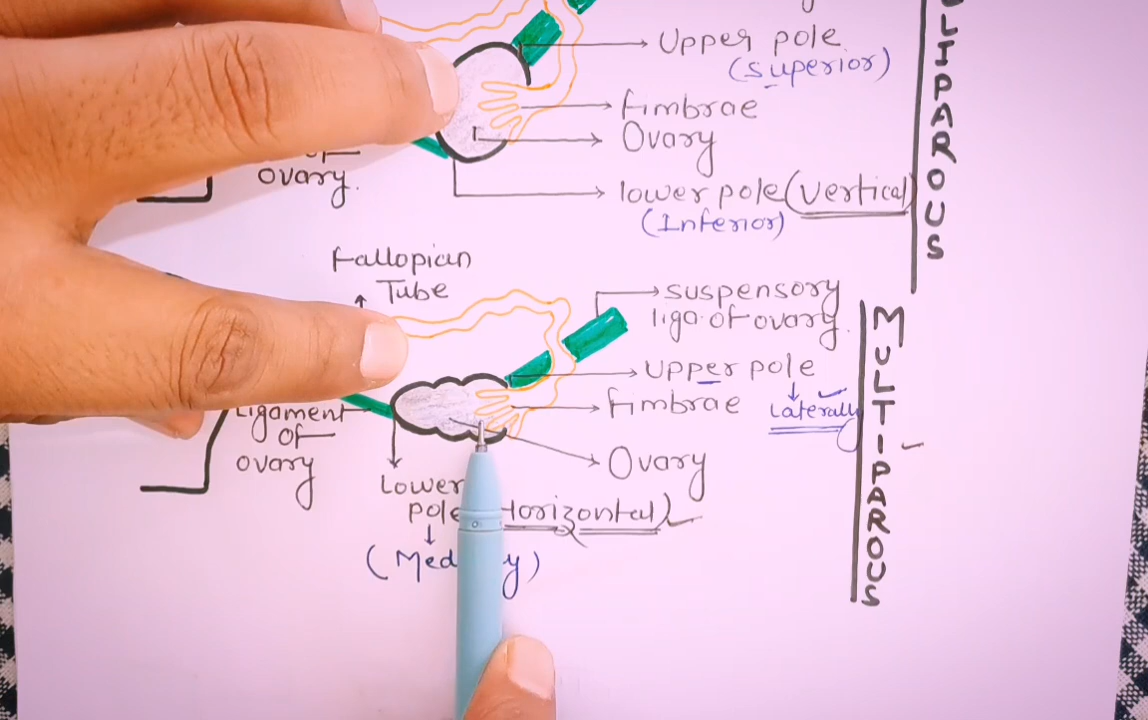 Upper pole
(Superior)
fimbrae
Ovary
lower pole (Vertical)
(Inferior)
of
ovary.
LIPAROUS
fallopian
Tube
suspensory
liga. of ovary.
Upper pole
fimbrae
Laterally
Ligament
of
ovary
Ovary
Lower
pole
Horizontal)
MULTIPAROUS